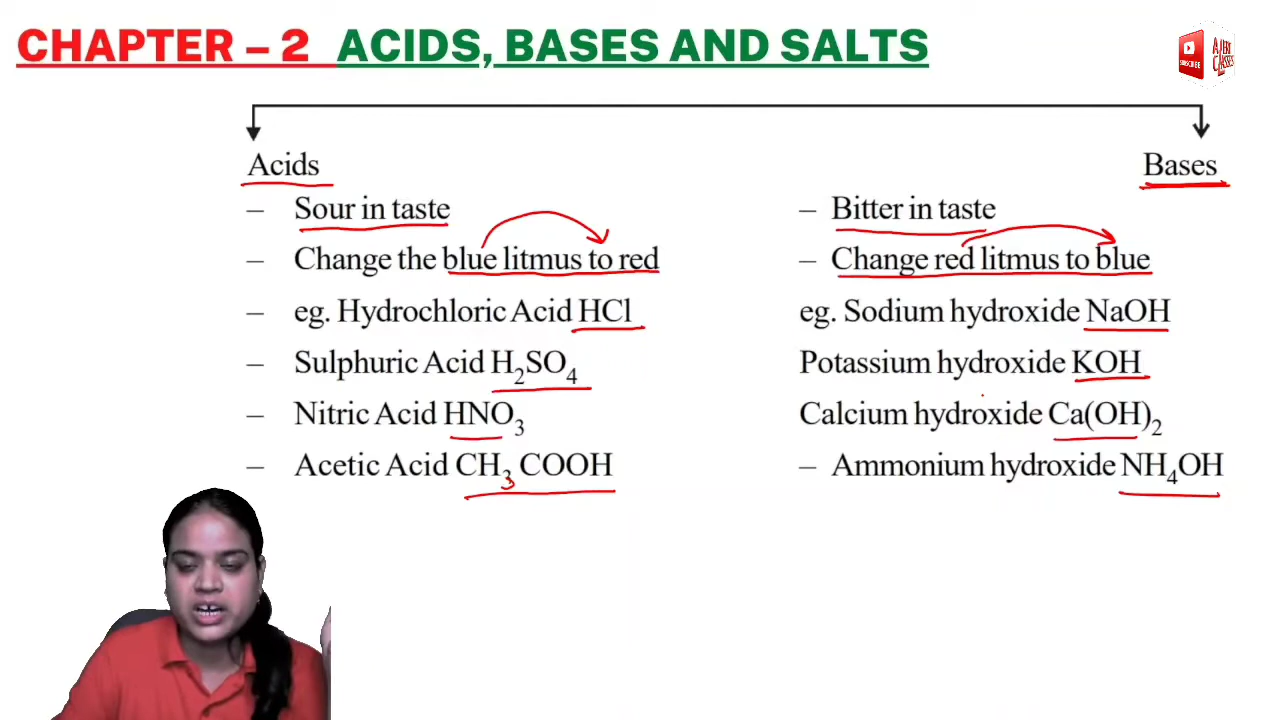 CHAPTER – 2 ACIDS, BASES AND SALTS
SUBSCRIBE
Acids
– Sour in taste
– Change the blue litmus to red
– eg. Hydrochloric Acid HCl
– Sulphuric Acid H₂SO₄
– Nitric Acid HNO₃
– Acetic Acid CH₃ COOH
Bases
– Bitter in taste
– Change red litmus to blue
eg. Sodium hydroxide NaOH
Potassium hydroxide KOH
Calcium hydroxide Ca(OH)₂
– Ammonium hydroxide NH₄OH